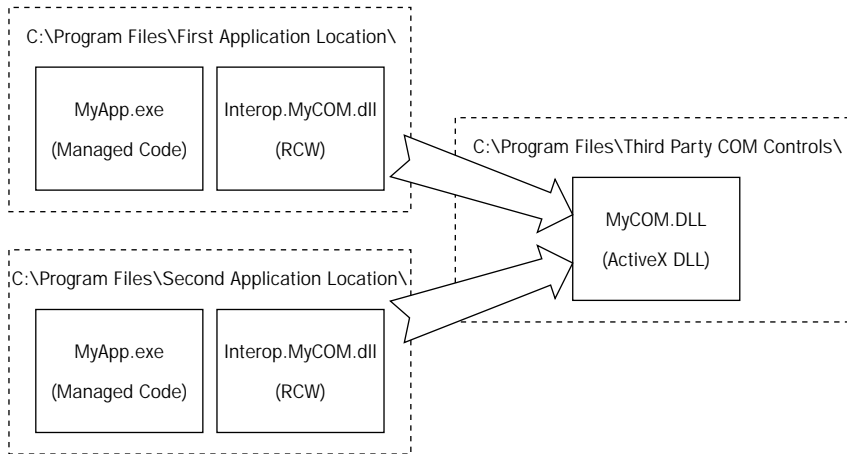 C:\Program Files\First Application Location\
MyApp.exe
(Managed Code)
Interop.MyCOM.dll
(RCW)
C:\Program Files\Third Party COM Controls\
MyCOM.DLL
(ActiveX DLL)
C:\Program Files\Second Application Location\
MyApp.exe
(Managed Code)
Interop.MyCOM.dll
(RCW)